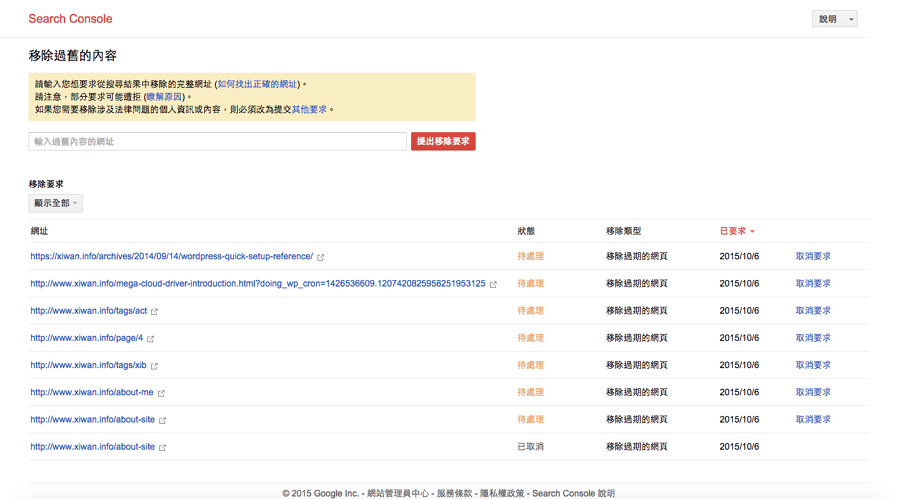 Search Console
說明
移除過舊的內容
請輸入您想要求從搜尋結果中移除的完整網址 (如何找出正確的網址)。
請注意，部分要求可能遭拒 (瞭解原因)。
如果您需要移除涉及法律問題的個人資訊或內容，則必須改為提交其他要求。
輸入過舊內容的網址 提出移除要求
移除要求
顯示全部
網址 狀態 移除類型 已要求
https://xiwan.info/archives/2014/09/14/wordpress-quick-setup-reference/ 待處理 移除過期的網頁 2015/10/6 取消要求
http://www.xiwan.info/mega-cloud-driver-introduction.html?doing_wp_cron=1426536609.1207420825958251953125 待處理 移除過期的網頁 2015/10/6 取消要求
http://www.xiwan.info/tags/act 待處理 移除過期的網頁 2015/10/6 取消要求
http://www.xiwan.info/page/4 待處理 移除過期的網頁 2015/10/6 取消要求
http://www.xiwan.info/tags/xib 待處理 移除過期的網頁 2015/10/6 取消要求
http://www.xiwan.info/about-me 待處理 移除過期的網頁 2015/10/6 取消要求
http://www.xiwan.info/about-site 待處理 移除過期的網頁 2015/10/6 取消要求
http://www.xiwan.info/about-site 已取消 移除過期的網頁 2015/10/6
© 2015 Google Inc. - 網站管理員中心 - 服務條款 - 隱私權政策 - Search Console 說明